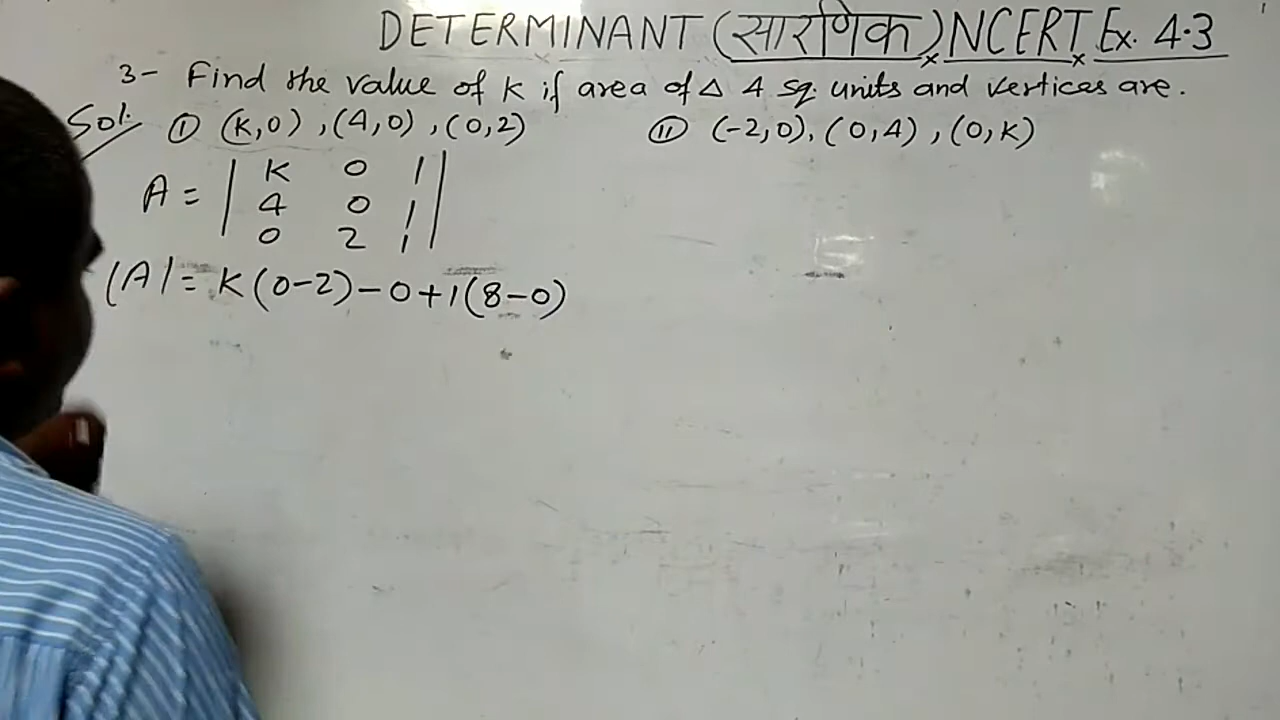 DETERMINANT (सारणिक) NCERT Ex. 4.3
3- Find the value of K if area of Δ 4 sq. units and vertices are.
Sol. ① (K,0), (4,0), (0,2) ⑪ (-2,0), (0,4), (0,K)
A = | K 0 1 |
| 4 0 1 |
| 0 2 1 |
|A| = K(0-2)-0+1(8-0)